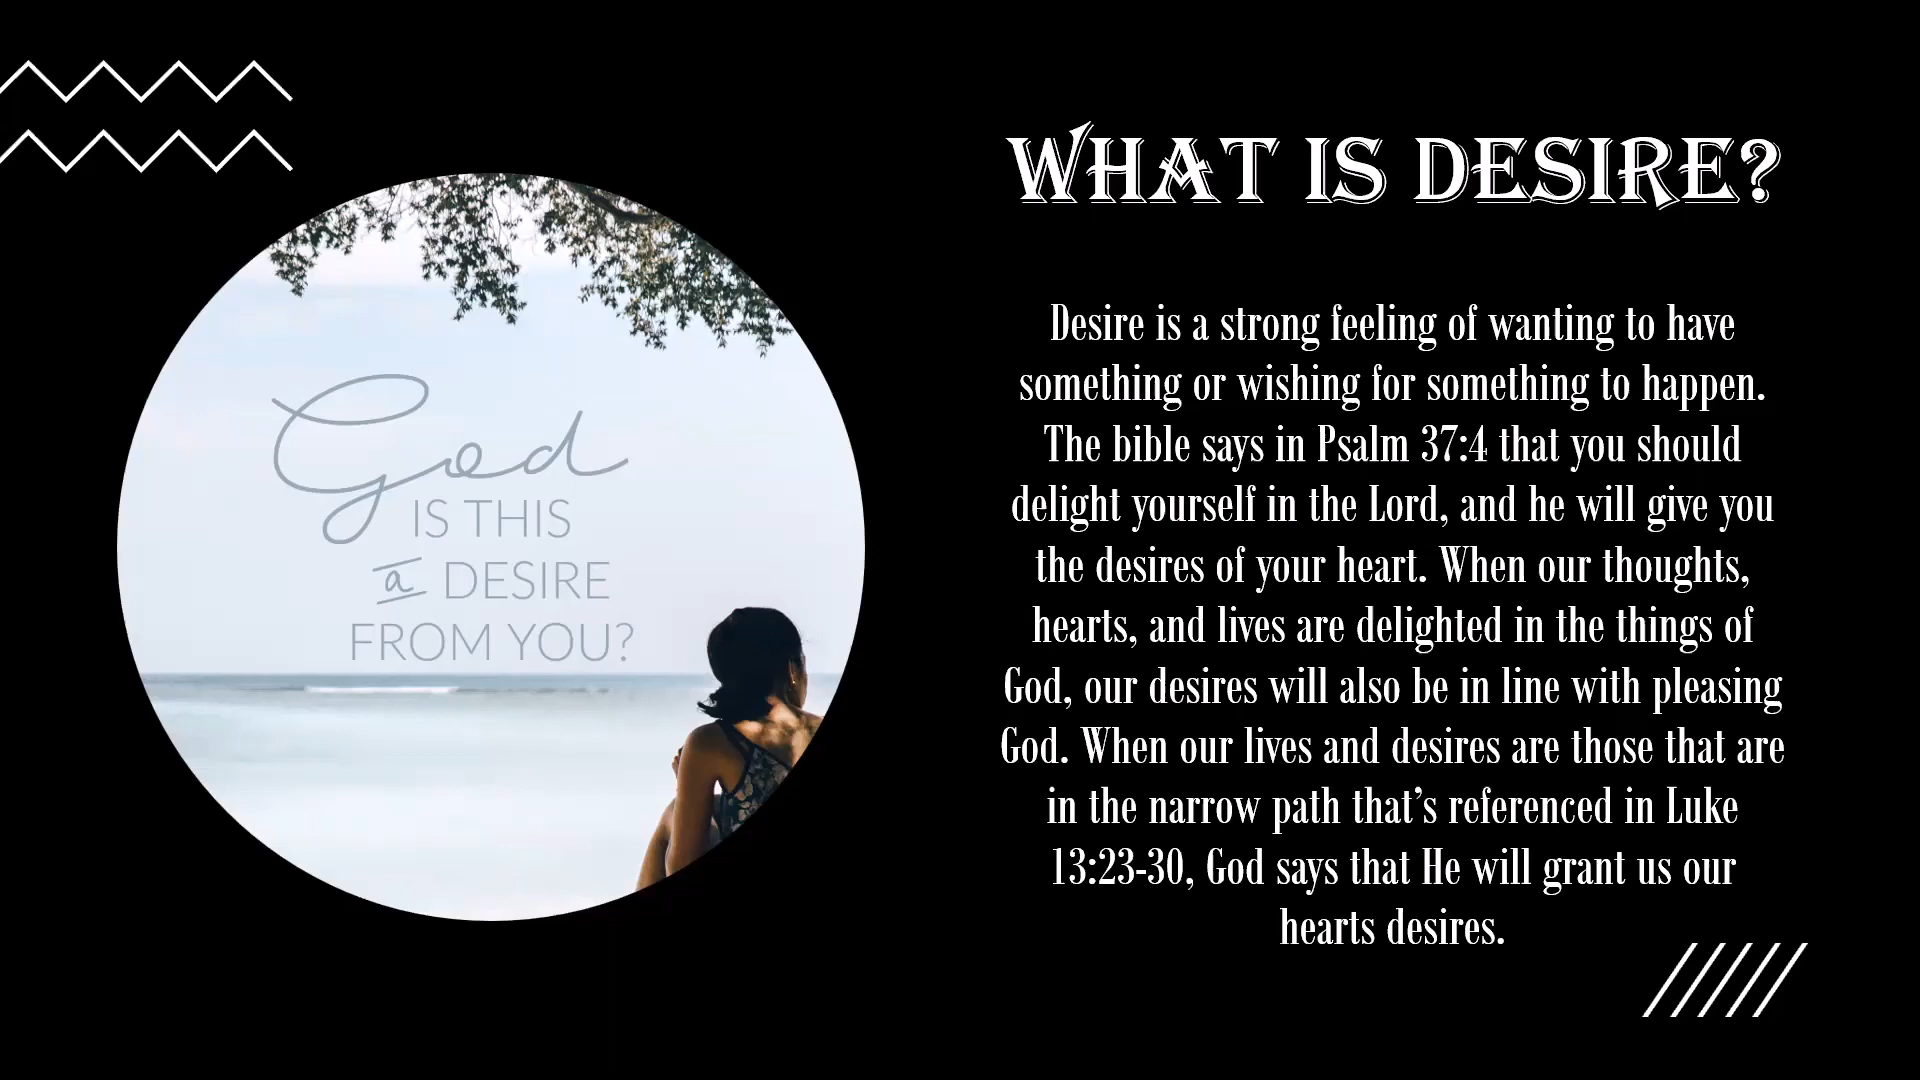 WHAT IS DESIRE?
God
IS THIS
a DESIRE
FROM YOU?
Desire is a strong feeling of wanting to have
something or wishing for something to happen.
The bible says in Psalm 37:4 that you should
delight yourself in the Lord, and he will give you
the desires of your heart. When our thoughts,
hearts, and lives are delighted in the things of
God, our desires will also be in line with pleasing
God. When our lives and desires are those that are
in the narrow path that’s referenced in Luke
13:23-30, God says that He will grant us our
hearts desires.